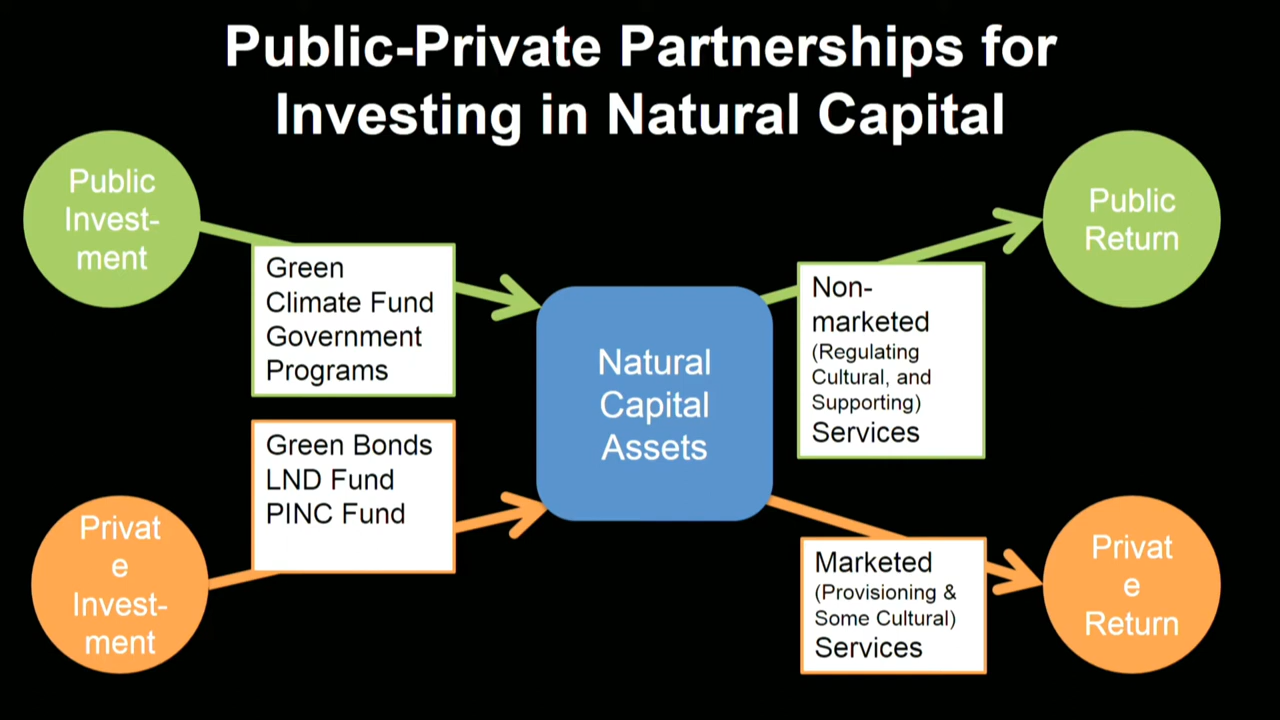 Public-Private Partnerships for
Investing in Natural Capital
Public
Invest-
ment
Green
Climate Fund
Government
Programs
Green Bonds
LND Fund
PINC Fund
Privat
e
Invest-
ment
Natural
Capital
Assets
Non-
marketed
(Regulating
Cultural, and
Supporting)
Services
Public
Return
Marketed
(Provisioning &
Some Cultural)
Services
Privat
e
Return